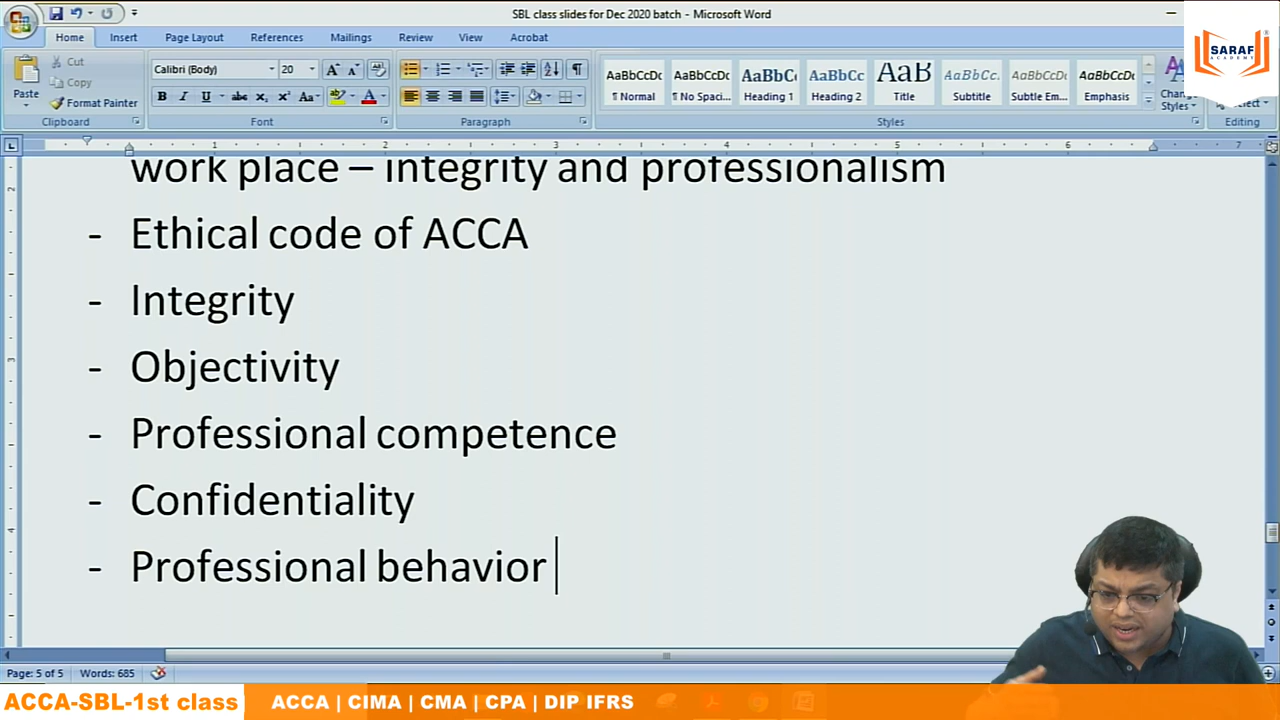 SBL class slides for Dec 2020 batch - Microsoft Word
Home Insert Page Layout References Mailings Review View Acrobat
Paste
Cut
Copy
Format Painter
Clipboard
Calibri (Body) 20
Font
Paragraph
AaBbCcDc AaBbCcDc AaBbC AaBbCc AaB AaBbCc. AaBbCcDc AaBbCcDc
¶ Normal ¶ No Spaci... Heading 1 Heading 2 Title Subtitle Subtle Em... Emphasis
Change
Styles
Styles
Editing
SARAF
ACADEMY
work place – integrity and professionalism
- Ethical code of ACCA
- Integrity
- Objectivity
- Professional competence
- Confidentiality
- Professional behavior
Page: 5 of 5 Words: 685
ACCA-SBL-1st class ACCA | CIMA | CMA | CPA | DIP IFRS